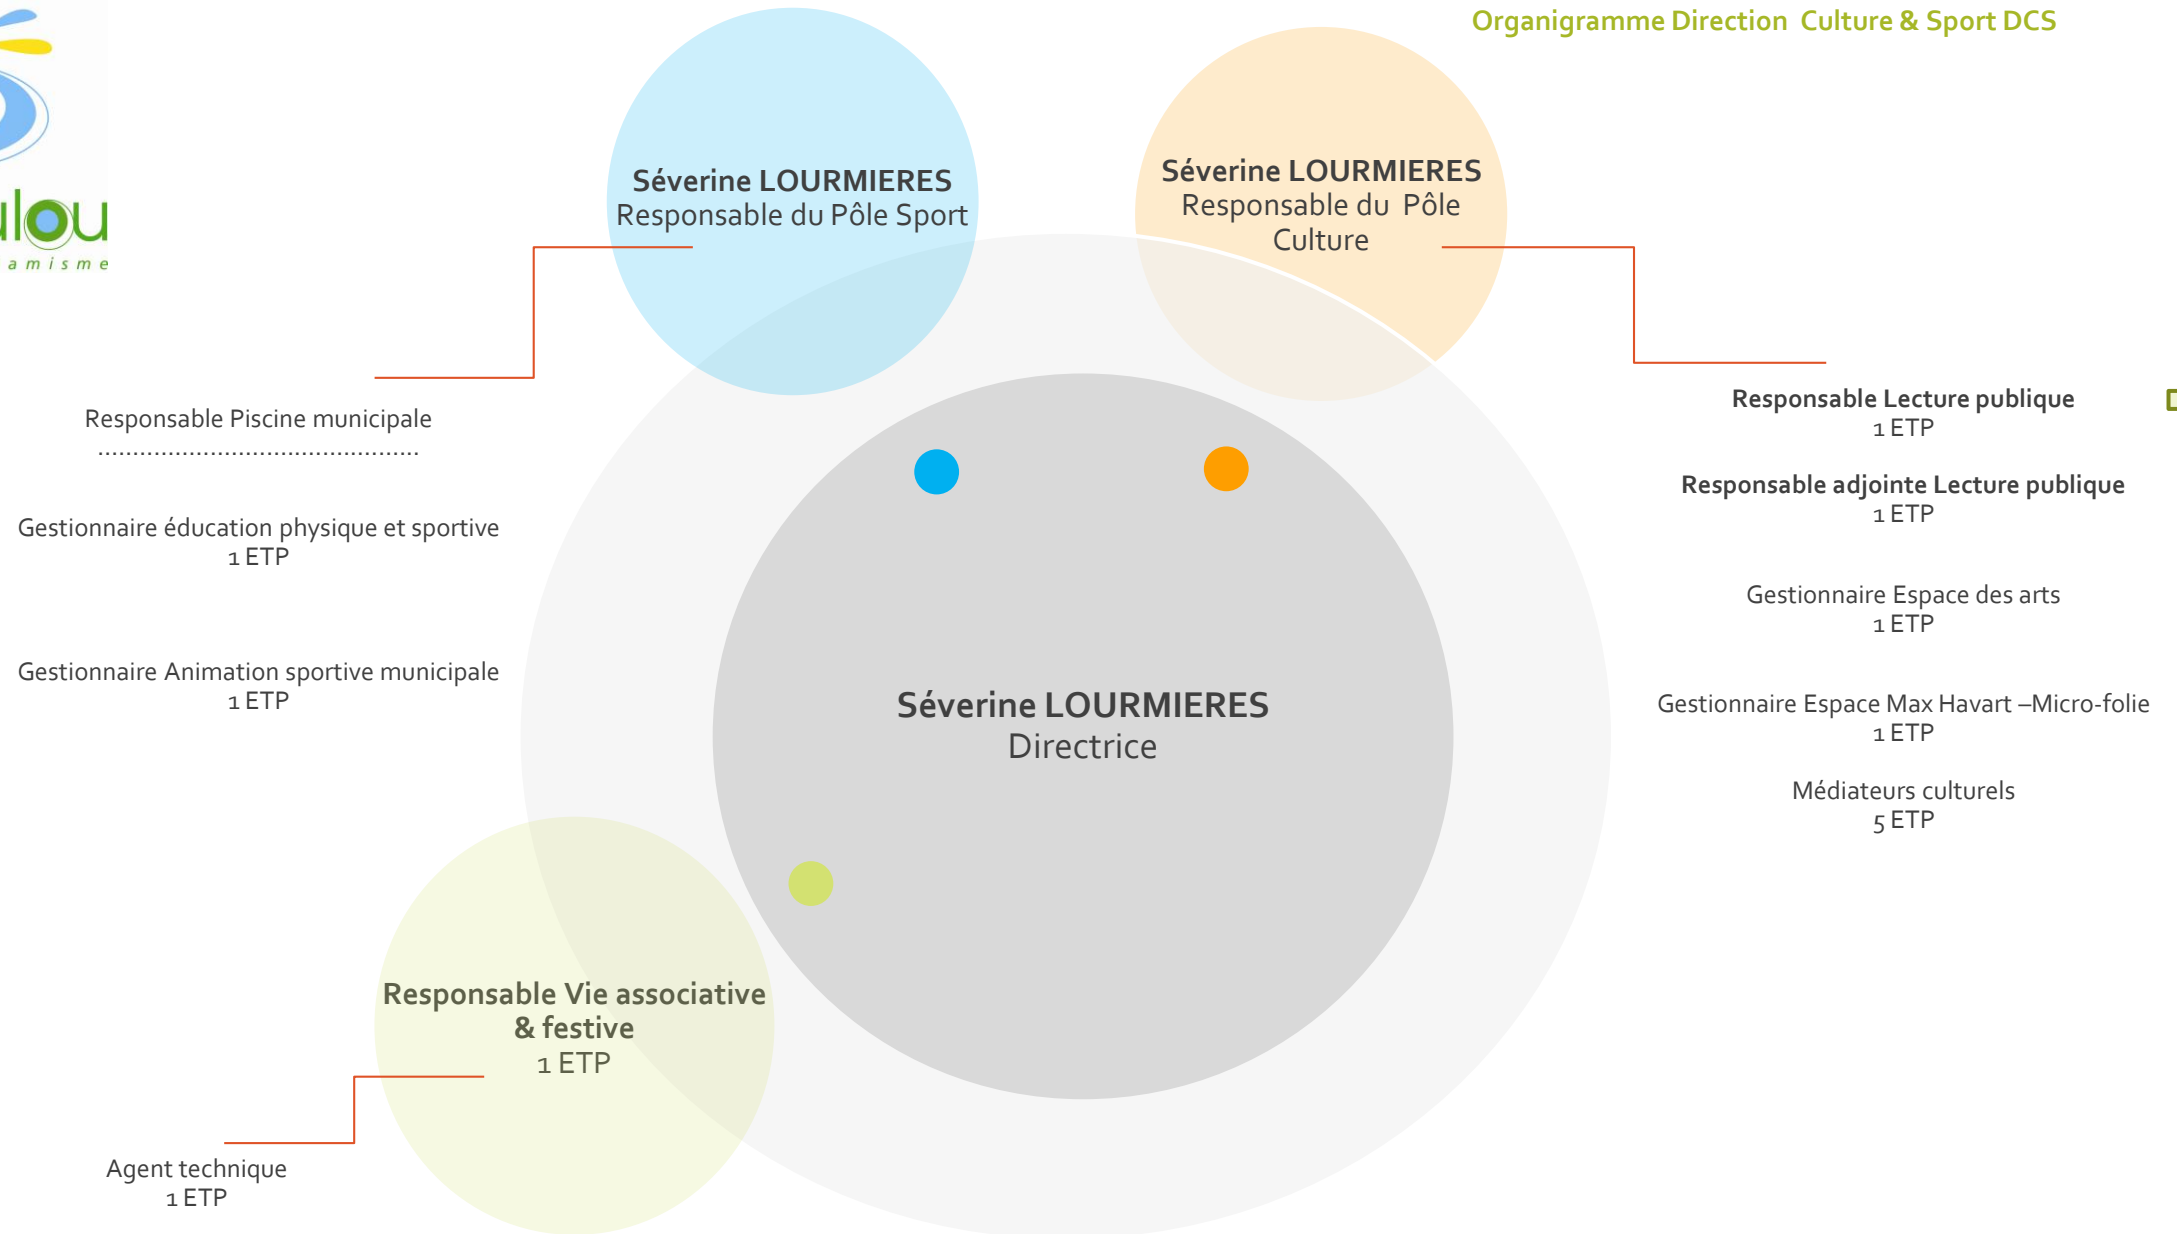 Organigramme Direction Culture & Sport DCS
ulou
amisme
Séverine LOURMIERES
Responsable du Pôle Sport
Séverine LOURMIERES
Responsable du Pôle
Culture
Responsable Piscine municipale
..............................................
Gestionnaire éducation physique et sportive
1 ETP
Gestionnaire Animation sportive municipale
1 ETP
Responsable Lecture publique
1 ETP
Responsable adjointe Lecture publique
1 ETP
Gestionnaire Espace des arts
1 ETP
Gestionnaire Espace Max Havart –Micro-folie
1 ETP
Médiateurs culturels
5 ETP
Séverine LOURMIERES
Directrice
Responsable Vie associative
& festive
1 ETP
Agent technique
1 ETP